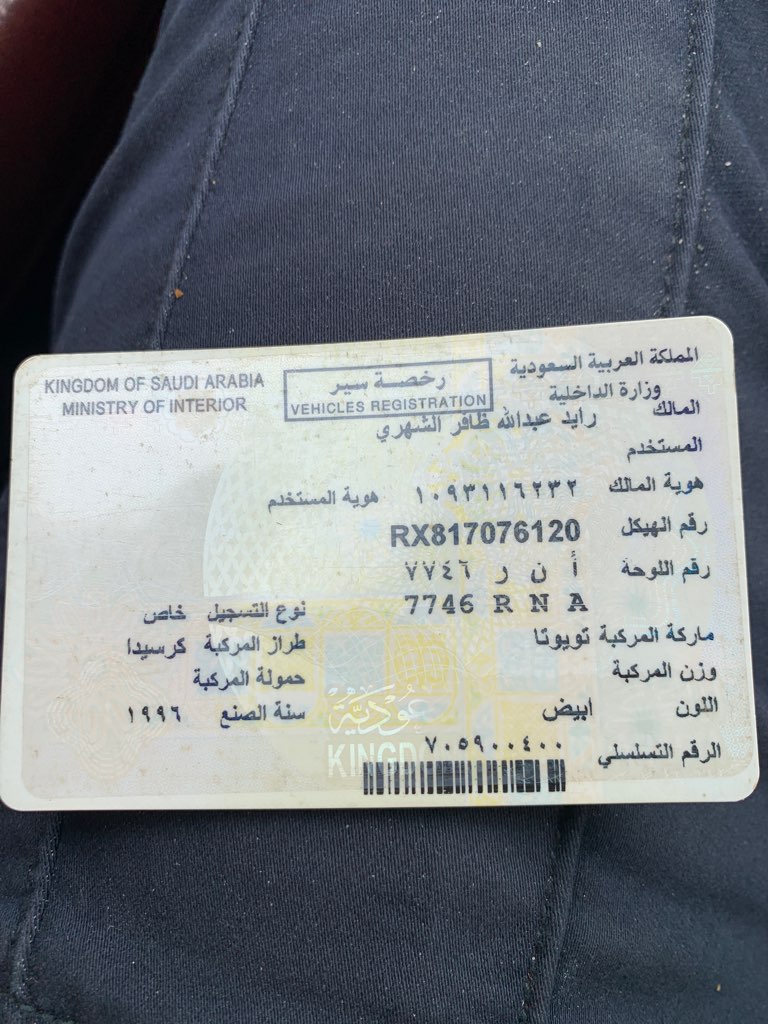 المملكة العربية السعودية
وزارة الداخلية
KINGDOM OF SAUDI ARABIA
MINISTRY OF INTERIOR
رخصة سير
VEHICLES REGISTRATION
المالك رايد عبدالله ظافر الشهري
المستخدم
هوية المالك ١٠٩٣١١٦٢٣٢ هوية المستخدم
رقم الهيكل RX817076120
رقم اللوحة أ ن ر ٧٧٤٦
7746 R N A
نوع التسجيل خاص
ماركة المركبة تويوتا طراز المركبة كرسيدا
وزن المركبة حمولة المركبة
اللون ابيض سنة الصنع ١٩٩٦
الرقم التسلسلي ٧٠٥٩٠٠٤٠٠